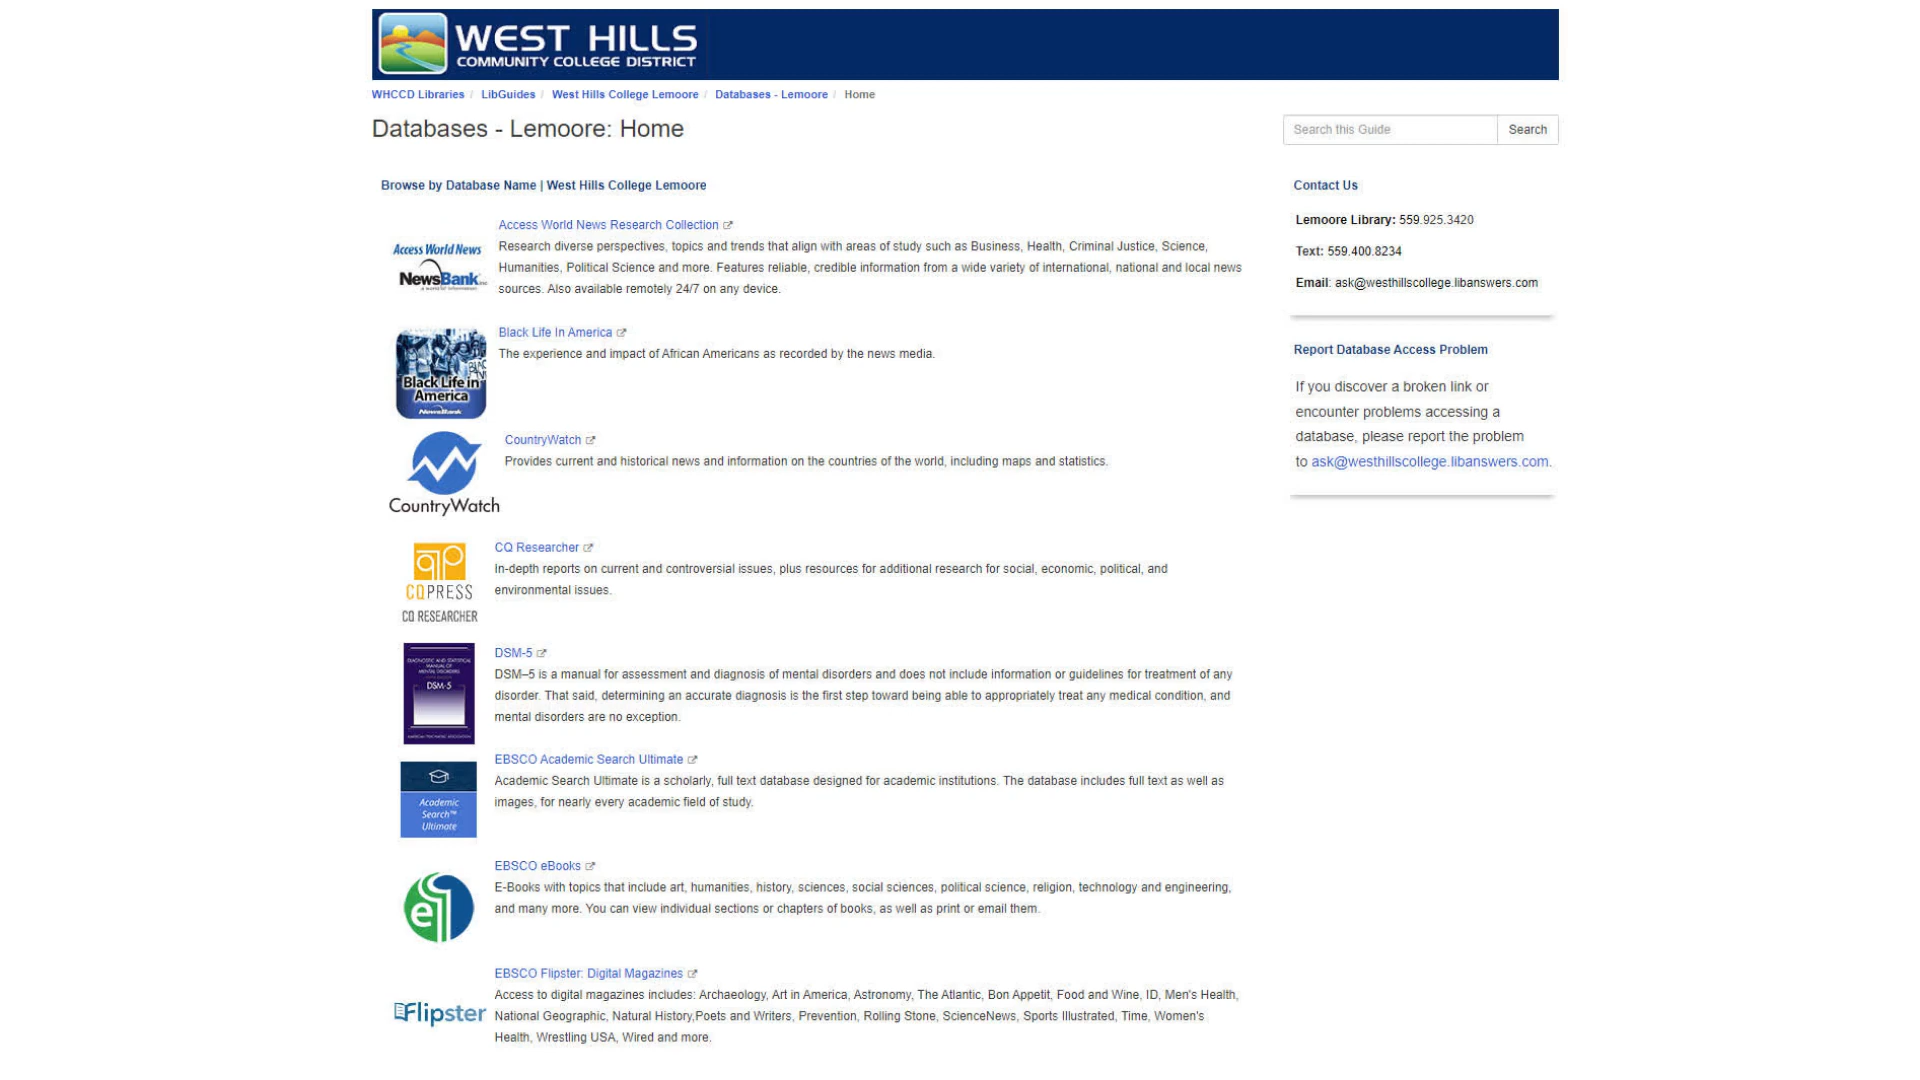 WEST HILLS
COMMUNITY COLLEGE DISTRICT
WHCCD Libraries / LibGuides / West Hills College Lemoore / Databases - Lemoore / Home
Databases - Lemoore: Home
Search this Guide
Search
Browse by Database Name | West Hills College Lemoore
Access World News
NewsBank inc
a world of information
Access World News Research Collection
Research diverse perspectives, topics and trends that align with areas of study such as Business, Health, Criminal Justice, Science,
Humanities, Political Science and more. Features reliable, credible information from a wide variety of international, national and local news
sources. Also available remotely 24/7 on any device.
Black Life in
America
NewsBank
Black Life In America
The experience and impact of African Americans as recorded by the news media.
CountryWatch
CountryWatch
Provides current and historical news and information on the countries of the world, including maps and statistics.
CQPRESS
CQ RESEARCHER
CQ Researcher
In-depth reports on current and controversial issues, plus resources for additional research for social, economic, political, and
environmental issues.
DIAGNOSTIC AND STATISTICAL
MANUAL OF
MENTAL DISORDERS
DSM-5
DSM-5
DSM–5 is a manual for assessment and diagnosis of mental disorders and does not include information or guidelines for treatment of any
disorder. That said, determining an accurate diagnosis is the first step toward being able to appropriately treat any medical condition, and
mental disorders are no exception.
Academic
Search™
Ultimate
EBSCO Academic Search Ultimate
Academic Search Ultimate is a scholarly, full text database designed for academic institutions. The database includes full text as well as
images, for nearly every academic field of study.
e
EBSCO eBooks
E-Books with topics that include art, humanities, history, sciences, social sciences, political science, religion, technology and engineering,
and many more. You can view individual sections or chapters of books, as well as print or email them.
Flipster
EBSCO Flipster: Digital Magazines
Access to digital magazines includes: Archaeology, Art in America, Astronomy, The Atlantic, Bon Appetit, Food and Wine, ID, Men's Health,
National Geographic, Natural History,Poets and Writers, Prevention, Rolling Stone, ScienceNews, Sports Illustrated, Time, Women's
Health, Wrestling USA, Wired and more.
Contact Us
Lemoore Library: 559.925.3420
Text: 559.400.8234
Email: ask@westhillscollege.libanswers.com
Report Database Access Problem
If you discover a broken link or
encounter problems accessing a
database, please report the problem
to ask@westhillscollege.libanswers.com.